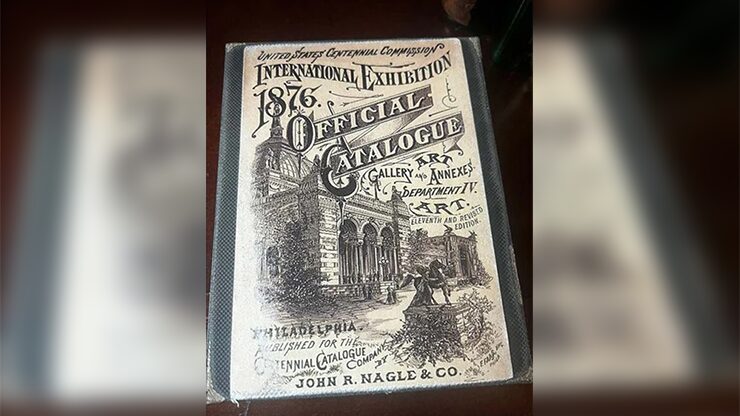 UNITED STATES CENTENNIAL COMMISSION
INTERNATIONAL EXHIBITION
1876.
OFFICIAL
CATALOGUE
ART
GALLERY AND ANNEXES.
DEPARTMENT IV.
ART.
ELEVENTH AND REVISED
EDITION.
PHILADELPHIA.
PUBLISHED FOR THE
CENTENNIAL CATALOGUE COMPANY BY
JOHN R. NAGLE & CO.